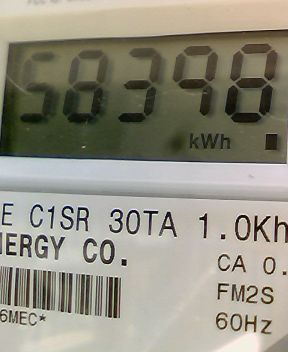 58398
kWh
E C1SR 30TA 1.0Kh
NERGY CO.
CA 0.
FM2S
6MEC*
60Hz